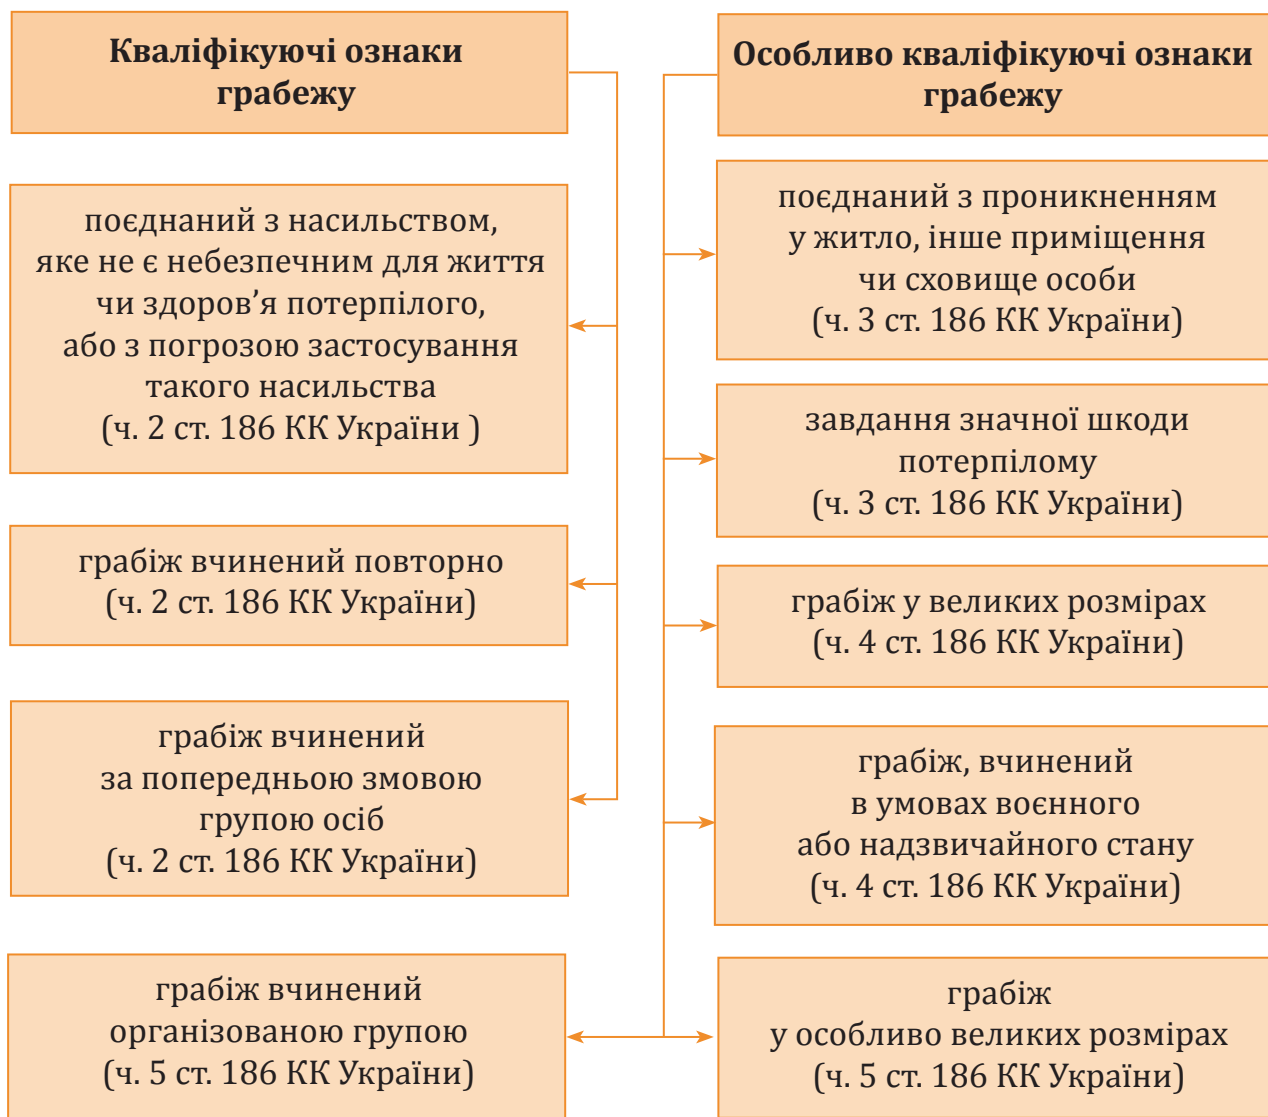 Кваліфікуючі ознаки
грабежу
поєднаний з насильством,
яке не є небезпечним для життя
чи здоров’я потерпілого,
або з погрозою застосування
такого насильства
(ч. 2 ст. 186 КК України )
грабіж вчинений повторно
(ч. 2 ст. 186 КК України)
грабіж вчинений
за попередньою змовою
групою осіб
(ч. 2 ст. 186 КК України)
грабіж вчинений
організованою групою
(ч. 5 ст. 186 КК України)
Особливо кваліфікуючі ознаки
грабежу
поєднаний з проникненням
у житло, інше приміщення
чи сховище особи
(ч. 3 ст. 186 КК України)
завдання значної шкоди
потерпілому
(ч. 3 ст. 186 КК України)
грабіж у великих розмірах
(ч. 4 ст. 186 КК України)
грабіж, вчинений
в умовах воєнного
або надзвичайного стану
(ч. 4 ст. 186 КК України)
грабіж
у особливо великих розмірах
(ч. 5 ст. 186 КК України)